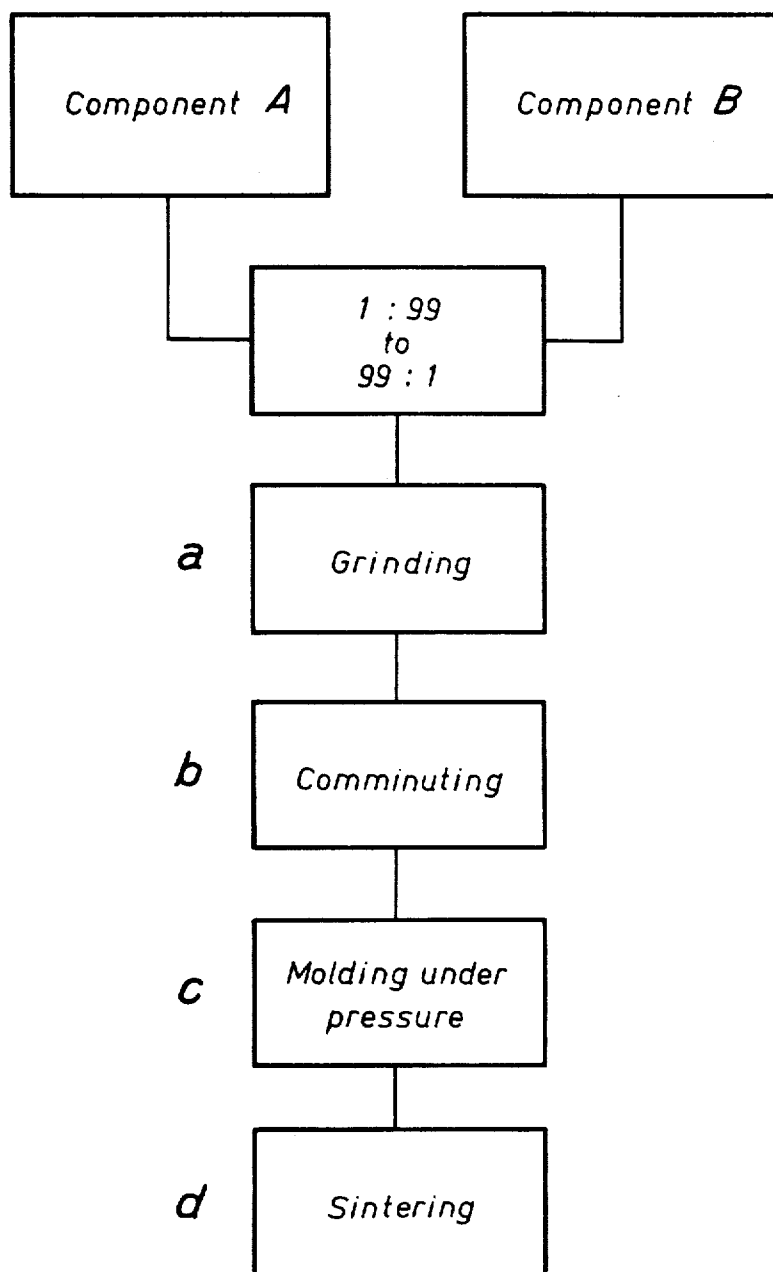 Component A
Component B
1 : 99
to
99 : 1
a
Grinding
b
Comminuting
c
Molding under
pressure
d
Sintering